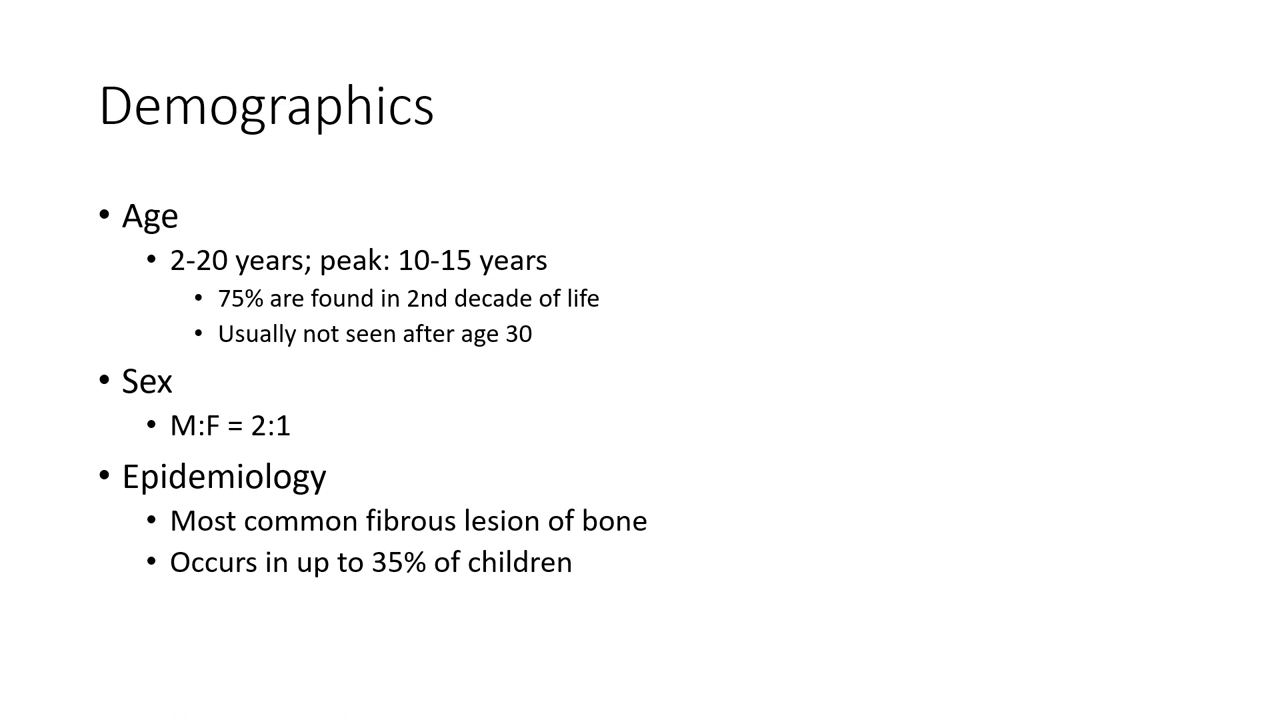 Demographics
• Age
• 2-20 years; peak: 10-15 years
• 75% are found in 2nd decade of life
• Usually not seen after age 30
• Sex
• M:F = 2:1
• Epidemiology
• Most common fibrous lesion of bone
• Occurs in up to 35% of children